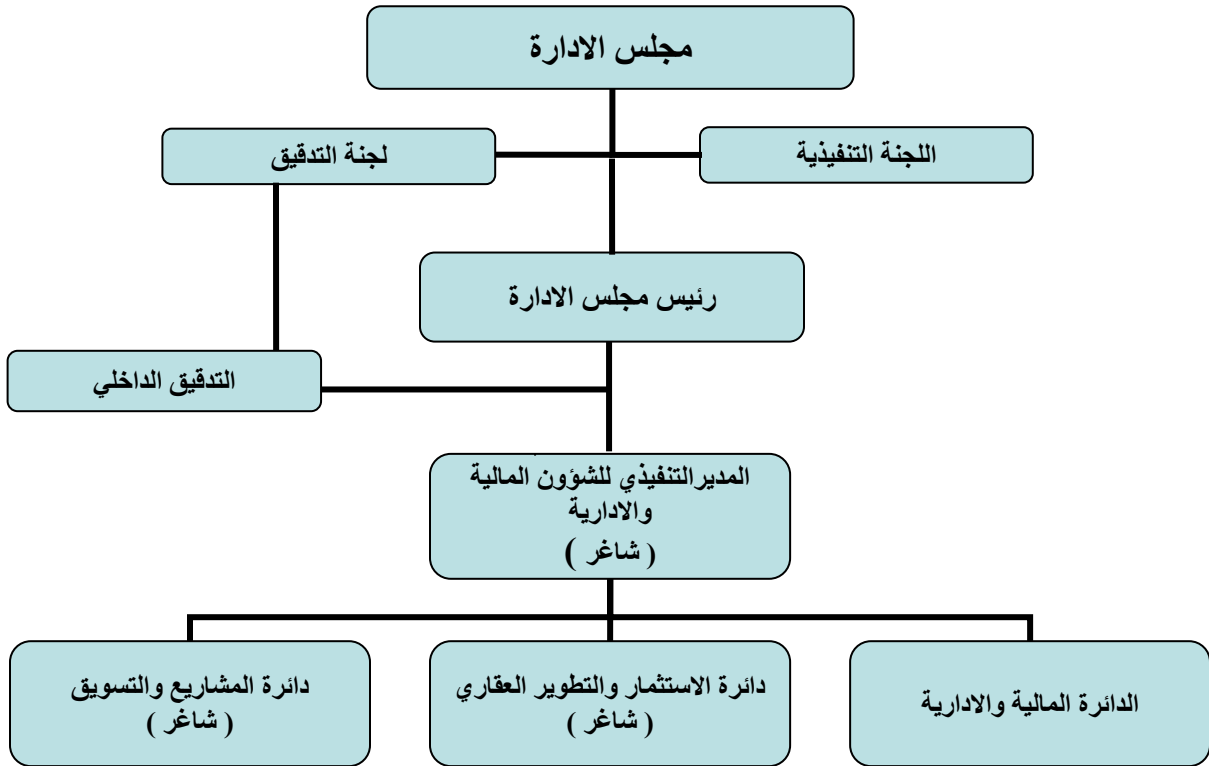 مجلس الادارة
اللجنة التنفيذية
لجنة التدقيق
رئيس مجلس الادارة
التدقيق الداخلي
المديرالتنفيذي للشؤون المالية
والادارية
( شاغر )
الدائرة المالية والادارية
دائرة الاستثمار والتطوير العقاري
( شاغر )
دائرة المشاريع والتسويق
( شاغر )